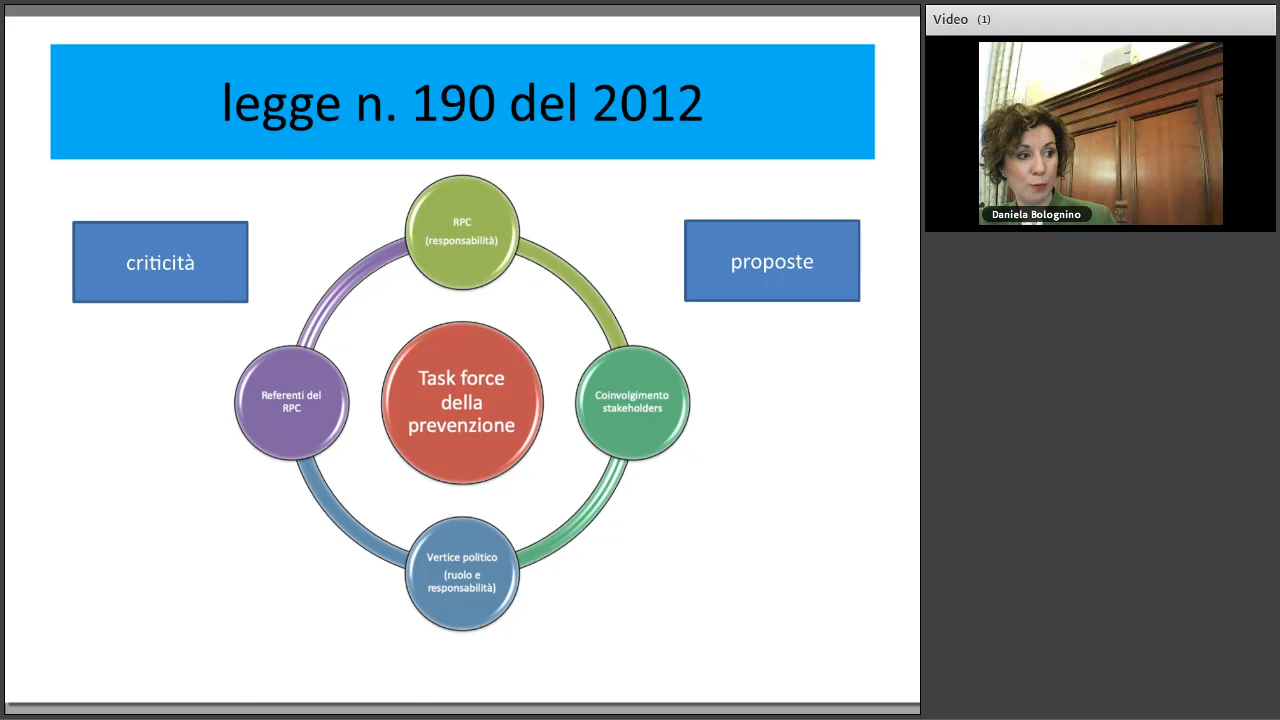 legge n. 190 del 2012
criticità
proposte
RPC
(responsabilità)
Referenti del
RPC
Task force
della
prevenzione
Coinvolgimento
stakeholders
Vertice politico
(ruolo e
responsabilità)
Video (1)
Daniela Bolognino